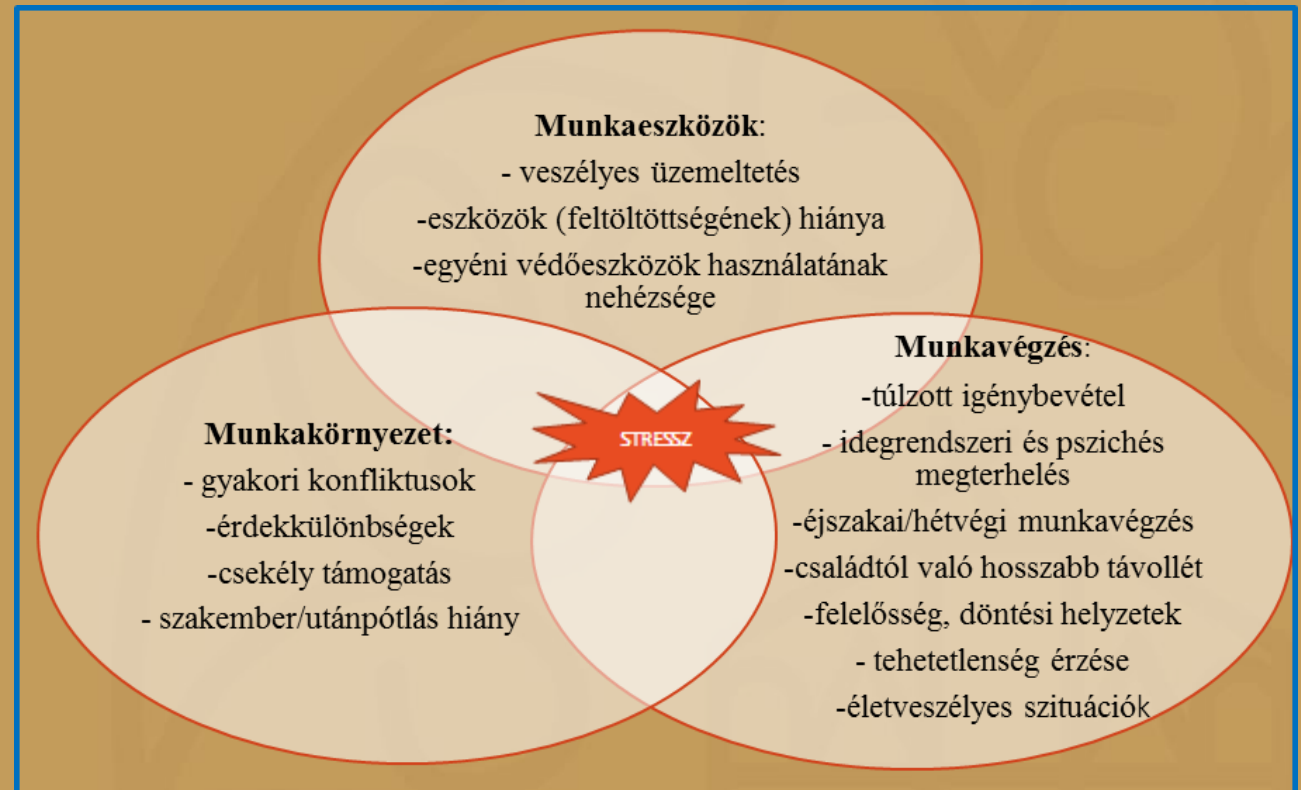 Munkaeszközök:
- veszélyes üzemeltetés
-eszközök (feltöltöttségének) hiánya
-egyéni védőeszközök használatának
nehézsége
Munkakörnyezet:
- gyakori konfliktusok
-érdekkülönbségek
-csekély támogatás
- szakember/utánpótlás hiány
STRESSZ
Munkavégzés:
-túlzott igénybevétel
- idegrendszeri és pszichés
megterhelés
-éjszakai/hétvégi munkavégzés
-családtól való hosszabb távollét
-felelősség, döntési helyzetek
- tehetetlenség érzése
-életveszélyes szituációk